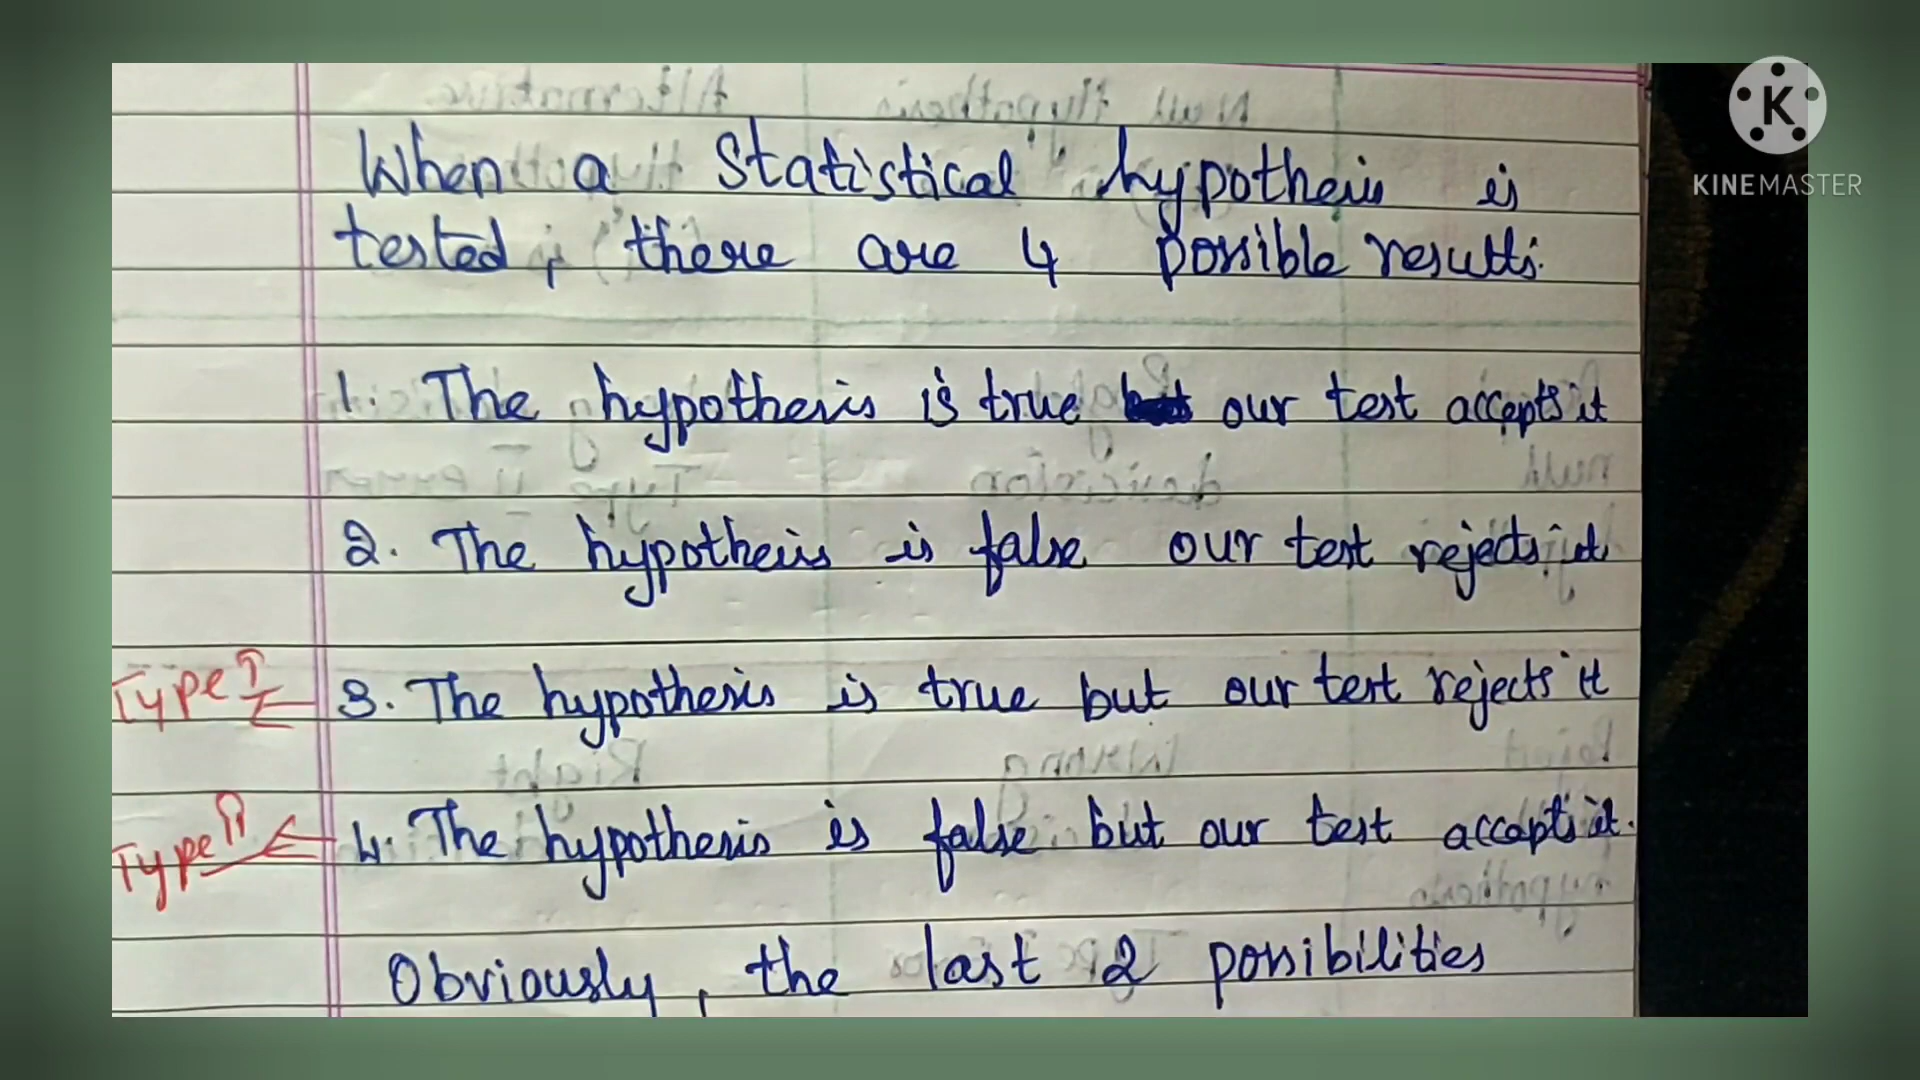 When a statistical hypothesis is
tested, there are 4 possible results.
1. The hypothesis is true our test accepts it
2. The hypothesis is false our test rejects it
Type I 3. The hypothesis is true but our test rejects it
Type II 4. The hypothesis is false but our test accepts it.
Obviously, the last 2 possibilities
K
KINEMASTER